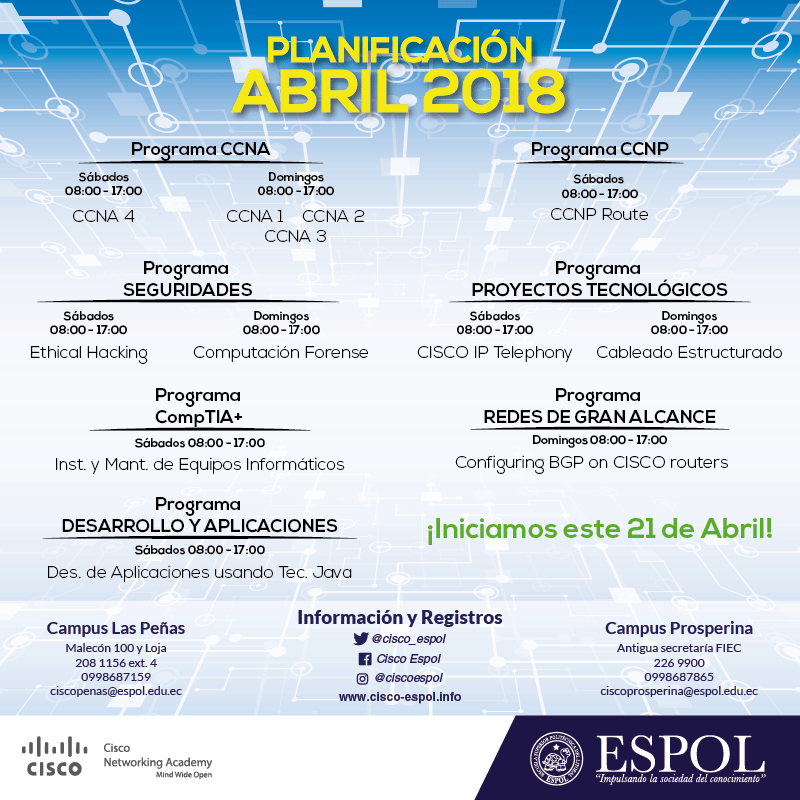 PLANIFICACIÓN
ABRIL 2018
Programa CCNA
Sábados
08:00 - 17:00
CCNA 4
Domingos
08:00 - 17:00
CCNA 1 CCNA 2
CCNA 3
Programa CCNP
Sábados
08:00 - 17:00
CCNP Route
Programa
SEGURIDADES
Sábados
08:00 - 17:00
Ethical Hacking
Domingos
08:00 - 17:00
Computación Forense
Programa
PROYECTOS TECNOLÓGICOS
Sábados
08:00 - 17:00
CISCO IP Telephony
Domingos
08:00 - 17:00
Cableado Estructurado
Programa
CompTIA+
Sábados 08:00 - 17:00
Inst. y Mant. de Equipos Informáticos
Programa
REDES DE GRAN ALCANCE
Domingos 08:00 - 17:00
Configuring BGP on CISCO routers
Programa
DESARROLLO Y APLICACIONES
Sábados 08:00 - 17:00
Des. de Aplicaciones usando Tec. Java
¡Iniciamos este 21 de Abril!
Campus Las Peñas
Malecón 100 y Loja
208 1156 ext. 4
0998687159
ciscopenas@espol.edu.ec
Información y Registros
@cisco_espol
Cisco Espol
@ciscoespol
www.cisco-espol.info
Campus Prosperina
Antigua secretaría FIEC
226 9900
0998687865
ciscoprosperina@espol.edu.ec
CISCO
Cisco
Networking Academy
Mind Wide Open
ESPOL
ESPOL
"Impulsando la sociedad del conocimiento"